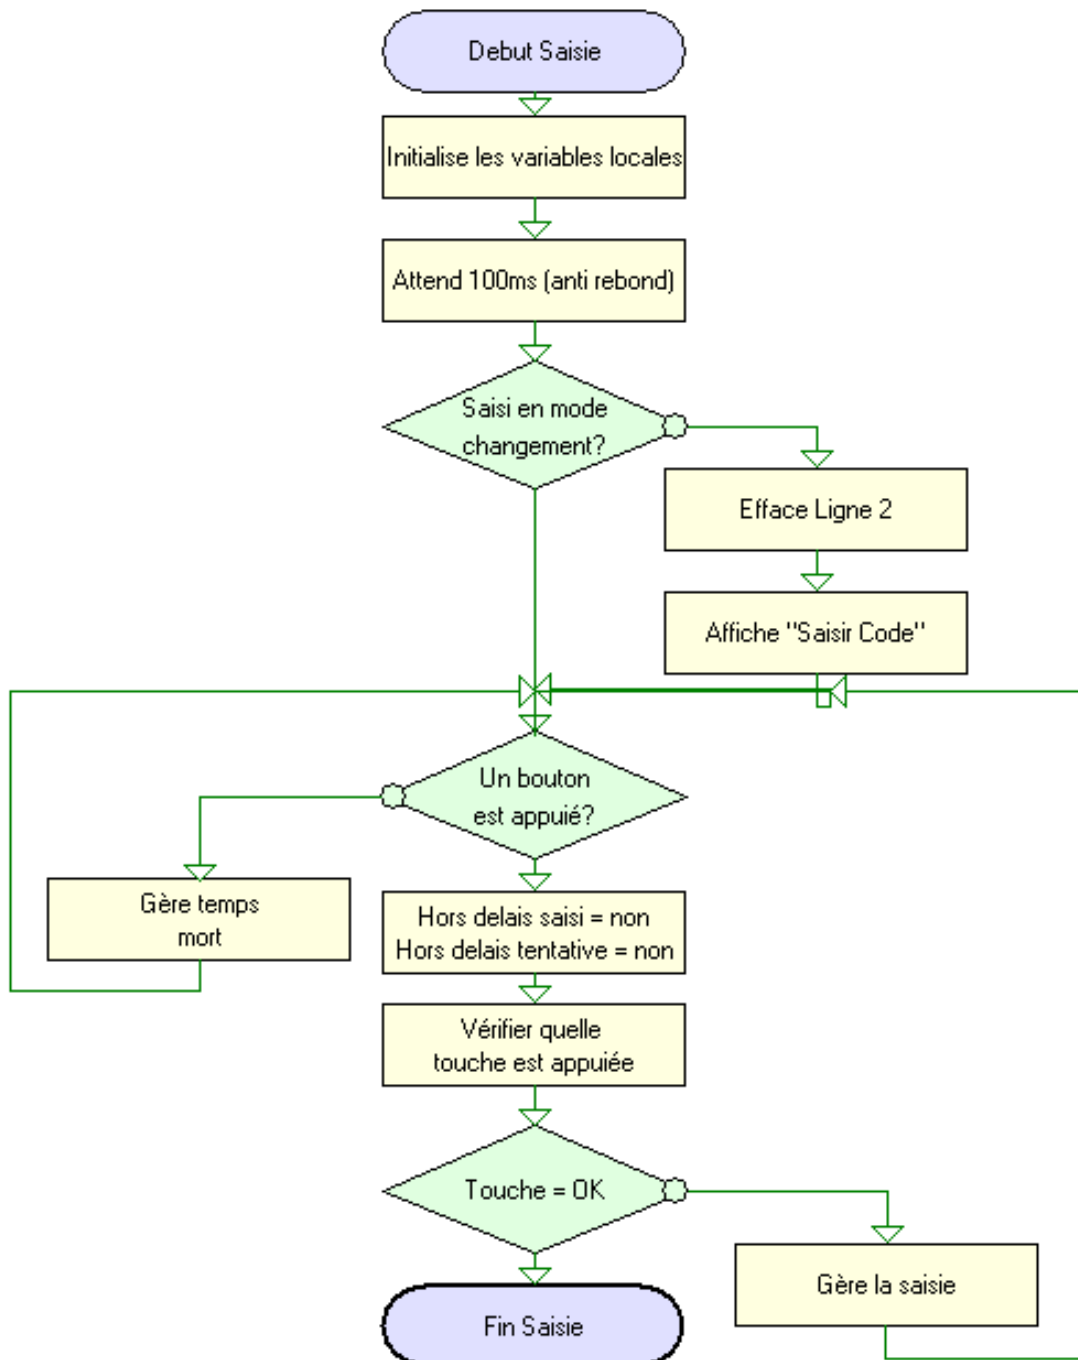 Debut Saisie
Initialise les variables locales
Attend 100ms (anti rebond)
Saisi en mode
changement?
Efface Ligne 2
Affiche "Saisir Code"
Un bouton
est appuié?
Gère temps
mort
Hors delais saisi = non
Hors delais tentative = non
Vérifier quelle
touche est appuiée
Touche = OK
Gère la saisie
Fin Saisie